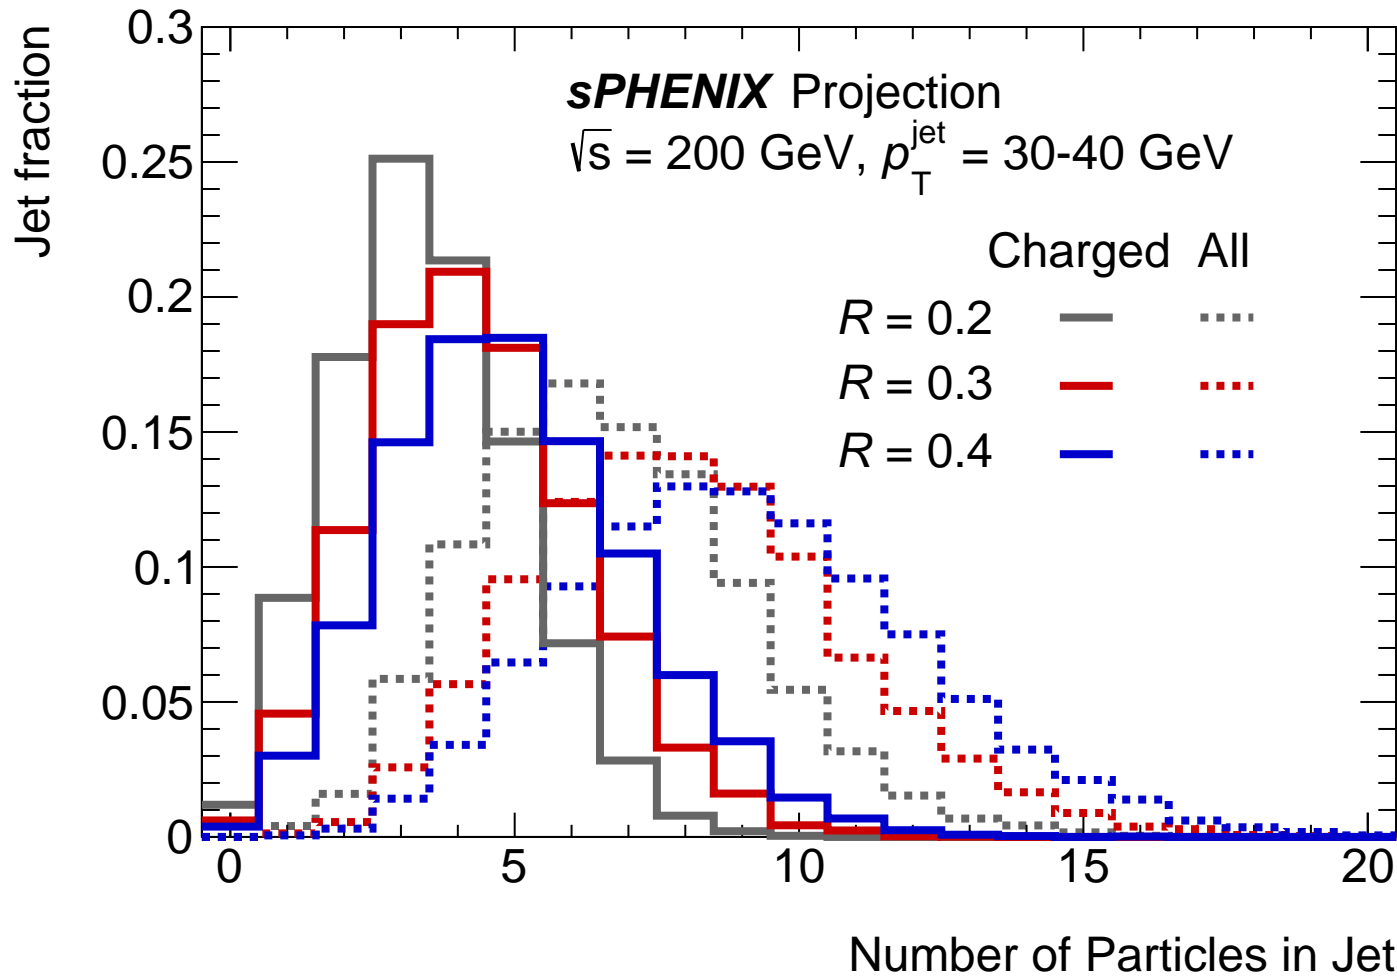 Jet fraction
0.3
0.25
0.2
0.15
0.1
0.05
0
sPHENIX Projection
√s = 200 GeV, p_T^jet = 30-40 GeV
Charged All
R = 0.2
R = 0.3
R = 0.4
0 5 10 15 20
Number of Particles in Jet